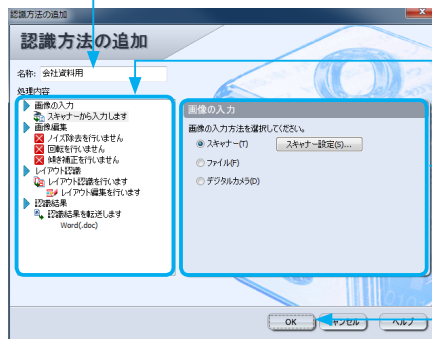 認識方法の追加
認識方法の追加
名称: 会社資料用
処理内容
画像の入力
スキャナーから入力します
画像編集
ノイズ除去を行いません
回転を行いません
傾き補正を行いません
レイアウト認識
レイアウト認識を行います
レイアウト編集を行います
認識結果
認識結果を転送します
Word(.doc)
画像の入力
画像の入力方法を選択してください。
スキャナー(T)
スキャナー設定(S)...
ファイル(F)
デジタルカメラ(D)
OK
キャンセル
ヘルプ